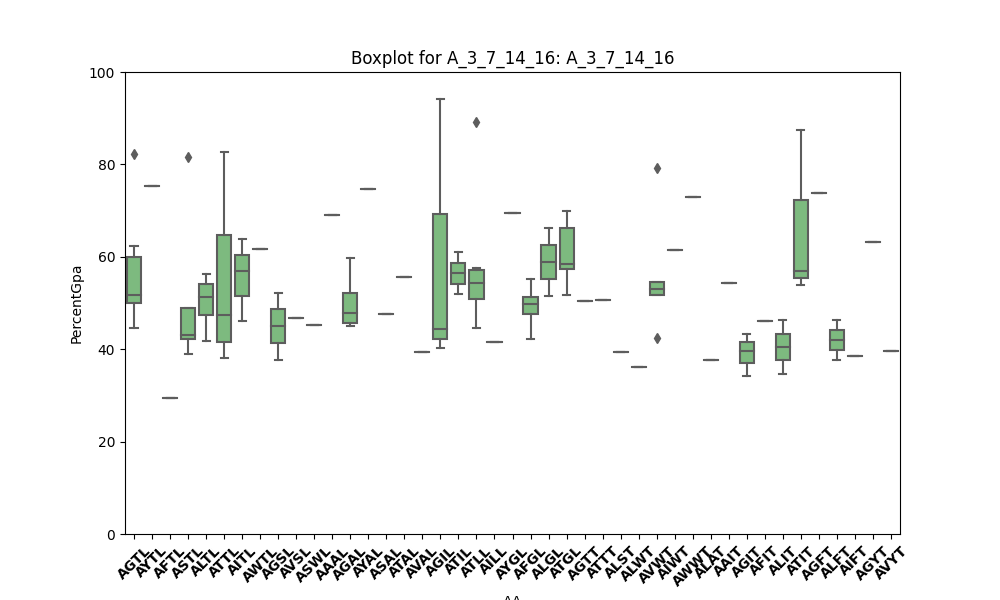 Boxplot for A_3_7_14_16: A_3_7_14_16
PercentGpa
100
80
60
40
20
0
AGTL
AYTL
AFTL
ASTL
ALTL
ATTL
AITL
AWTL
AGSL
AVSL
ASWL
AAAL
AGAL
AYAL
ASAL
ATAL
AVAL
AGIL
ATIL
ALIL
AIIL
AYGL
AFGL
ALGL
ATGL
AGTT
ATTT
ALST
ALWT
AVWT
AIWT
AWWT
ALAT
AAIT
AGIT
AFIT
ALIT
ATIT
AGFT
ALFT
AIFT
AGYT
AVYT